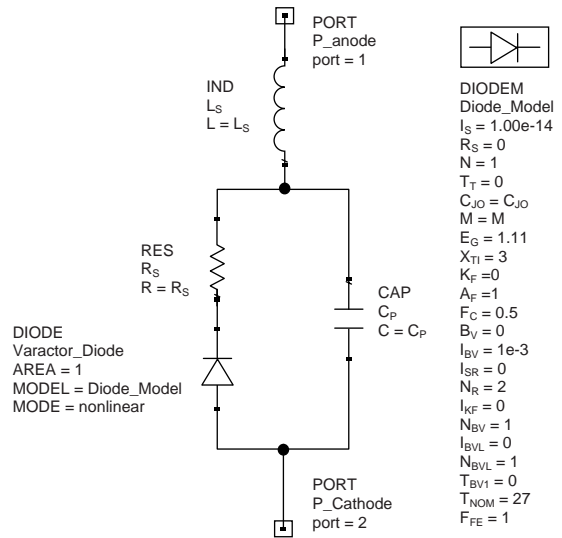 PORT
P_anode
port = 1
IND
LS
L = LS
RES
RS
R = RS
CAP
CP
C = CP
DIODE
Varactor_Diode
AREA = 1
MODEL = Diode_Model
MODE = nonlinear
PORT
P_Cathode
port = 2
DIODEM
Diode_Model
IS = 1.00e-14
RS = 0
N = 1
TT = 0
CJO = CJO
M = M
EG = 1.11
XTI = 3
KF =0
AF =1
FC = 0.5
BV = 0
IBV = 1e-3
ISR = 0
NR = 2
IKF = 0
NBV = 1
IBVL = 0
NBVL = 1
TBV1 = 0
TNOM = 27
FFE = 1